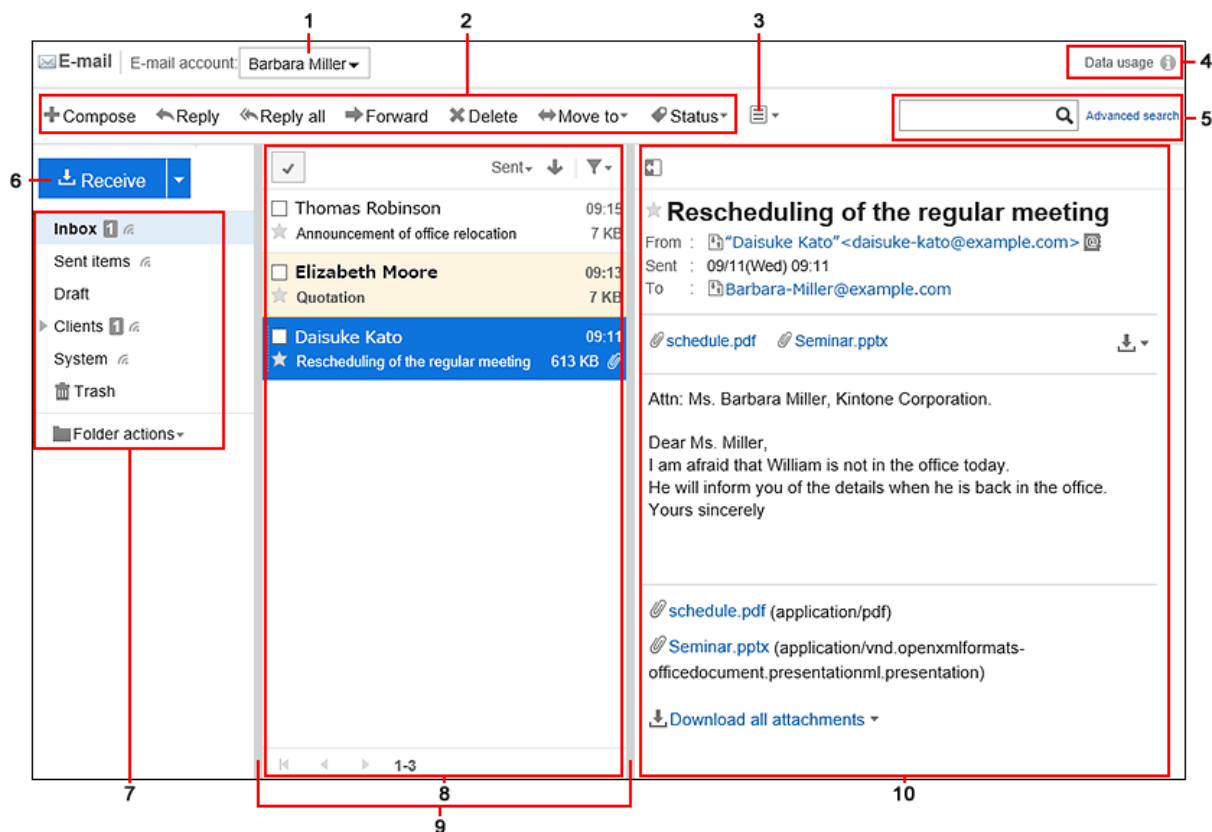 1
2
3
E-mail E-mail account: Barbara Miller
Data usage
4
Compose Reply Reply all Forward Delete Move to Status
Advanced search
5
6
Receive
Inbox 1
Sent items
Draft
Clients 1
System
Trash
Folder actions
7
Sent
Thomas Robinson 09:15
Announcement of office relocation 7 KB
Elizabeth Moore 09:13
Quotation 7 KB
Daisuke Kato 09:11
Rescheduling of the regular meeting 613 KB
1-3
8
9
Rescheduling of the regular meeting
From : "Daisuke Kato"<daisuke-kato@example.com>
Sent : 09/11(Wed) 09:11
To : Barbara-Miller@example.com
schedule.pdf Seminar.pptx
Attn: Ms. Barbara Miller, Kintone Corporation.
Dear Ms. Miller,
I am afraid that William is not in the office today.
He will inform you of the details when he is back in the office.
Yours sincerely
schedule.pdf (application/pdf)
Seminar.pptx (application/vnd.openxmlformats-
officedocument.presentationml.presentation)
Download all attachments
10